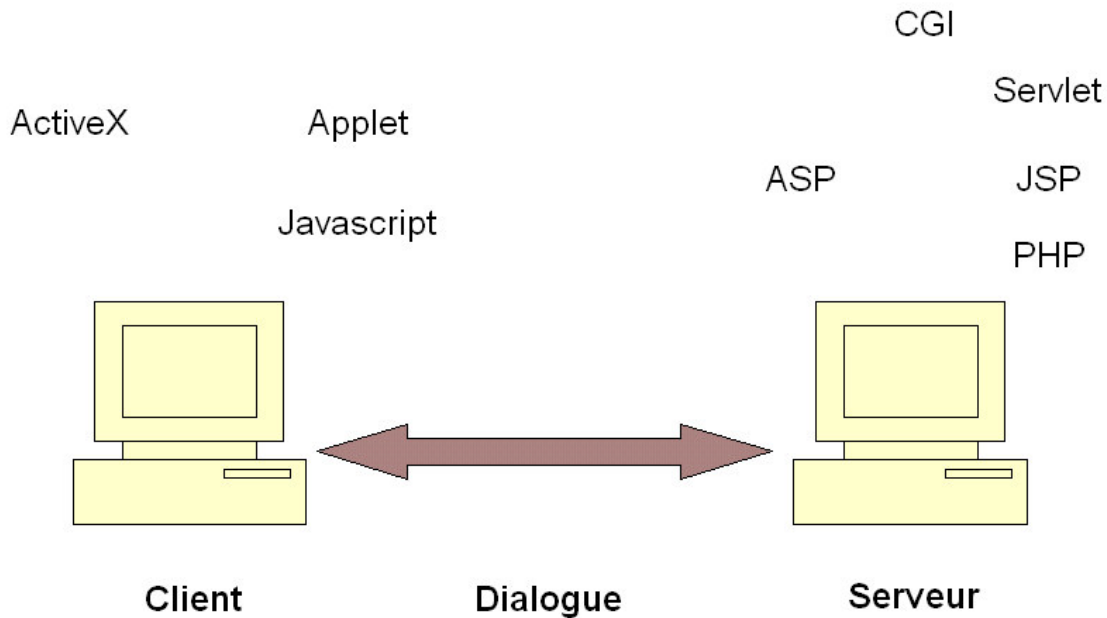 CGI
Servlet
ActiveX Applet
ASP JSP
Javascript
PHP
Client Dialogue Serveur